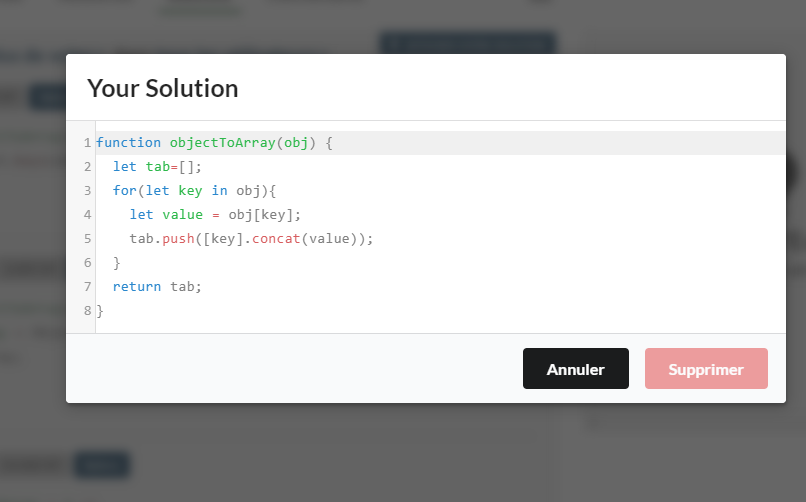 Your Solution
1 function objectToArray(obj) {
2   let tab=[];
3   for(let key in obj){
4     let value = obj[key];
5     tab.push([key].concat(value));
6   }
7   return tab;
8 }
Annuler Supprimer